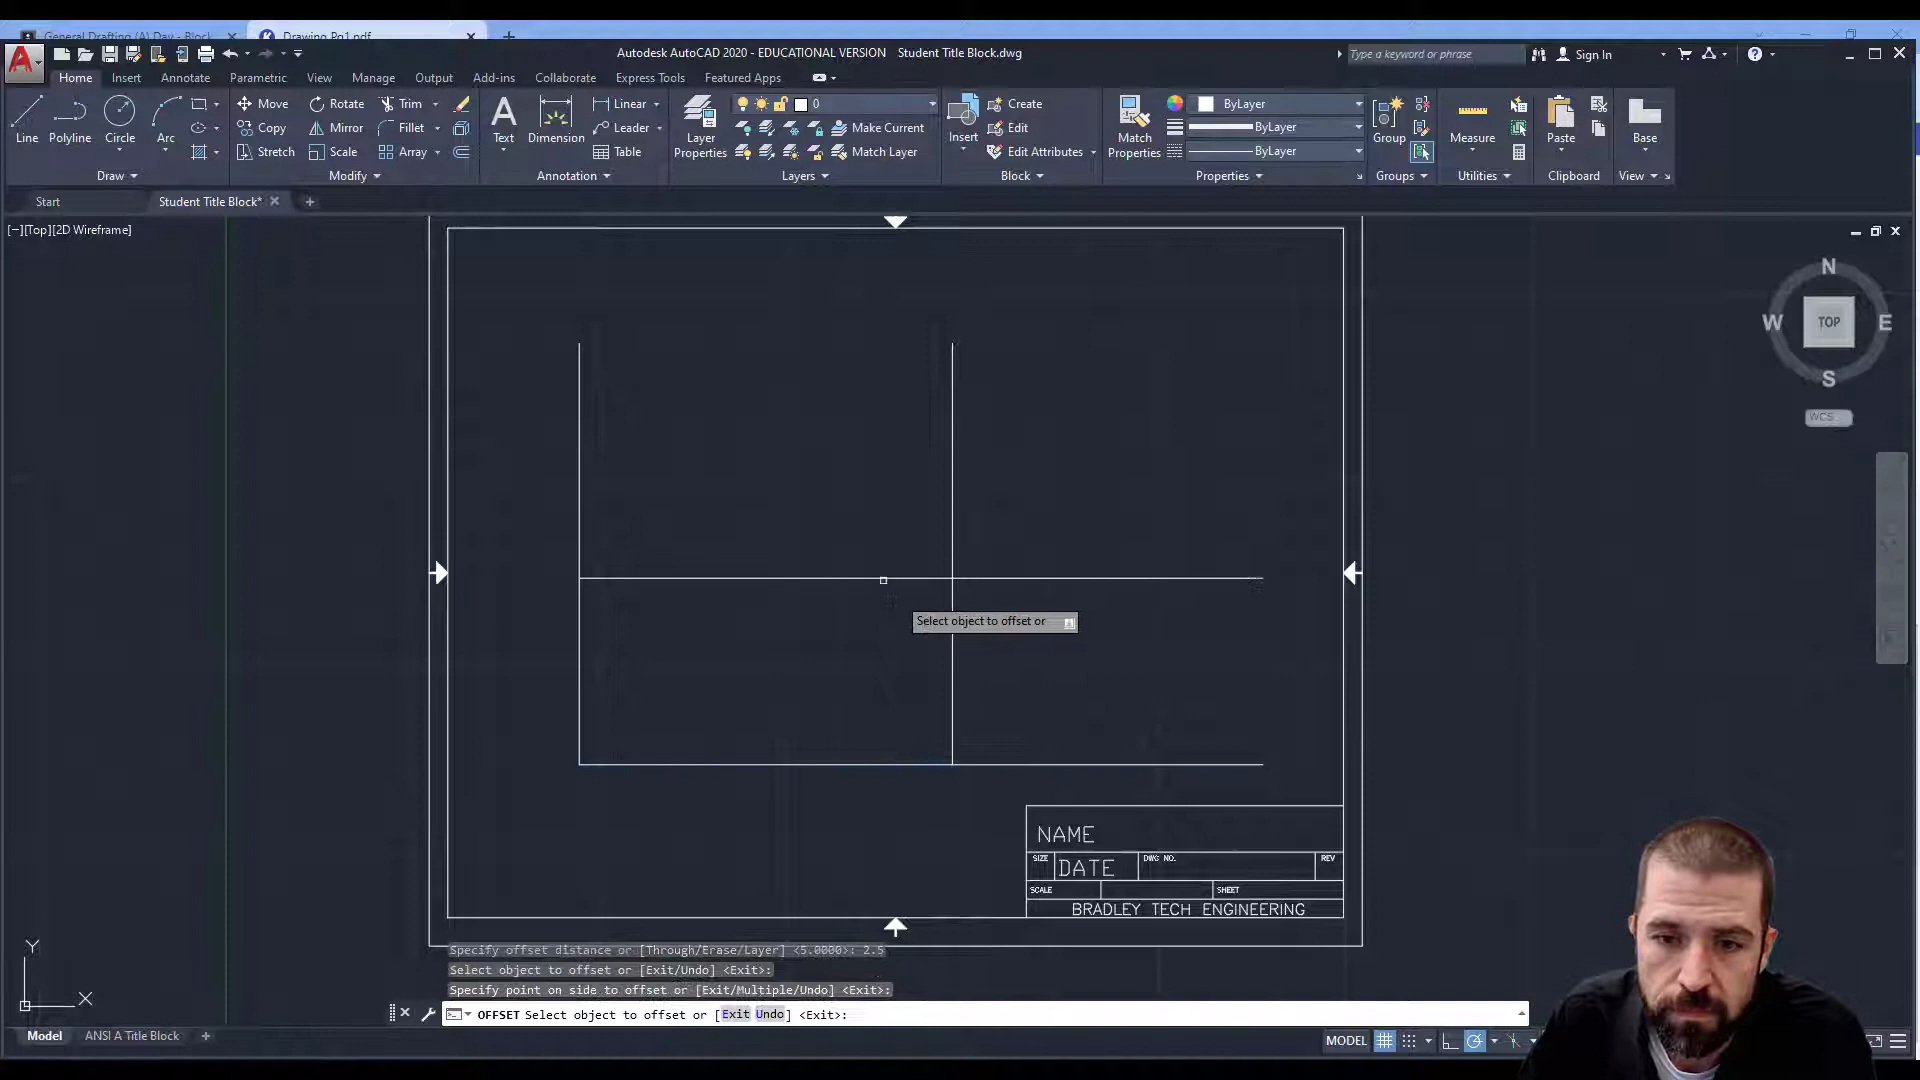 General Drafting (A) Day - Block
Drawing Pg1.pdf
Autodesk AutoCAD 2020 - EDUCATIONAL VERSION Student Title Block.dwg
Type a keyword or phrase
Sign In
Home Insert Annotate Parametric View Manage Output Add-ins Collaborate Express Tools Featured Apps
Line Polyline Circle Arc
Move Rotate Trim
Copy Mirror Fillet
Stretch Scale Array
Text Dimension
Linear
Leader
Table
Layer Properties
0
Make Current
Match Layer
Insert
Create
Edit
Edit Attributes
Match Properties
ByLayer
ByLayer
ByLayer
Group
Measure
Paste
Base
Draw Modify Annotation Layers Block Properties Groups Utilities Clipboard View
Start Student Title Block*
[−][Top][2D Wireframe]
N
W TOP E
S
WCS
Select object to offset or
NAME
SIZE DATE DWG NO. REV
SCALE SHEET
BRADLEY TECH ENGINEERING
Y
X
Specify offset distance or [Through/Erase/Layer] <5.0000>: 2.5
Select object to offset or [Exit/Undo] <Exit>:
Specify point on side to offset or [Exit/Multiple/Undo] <Exit>:
OFFSET Select object to offset or [Exit Undo] <Exit>:
Model ANSI A Title Block
MODEL